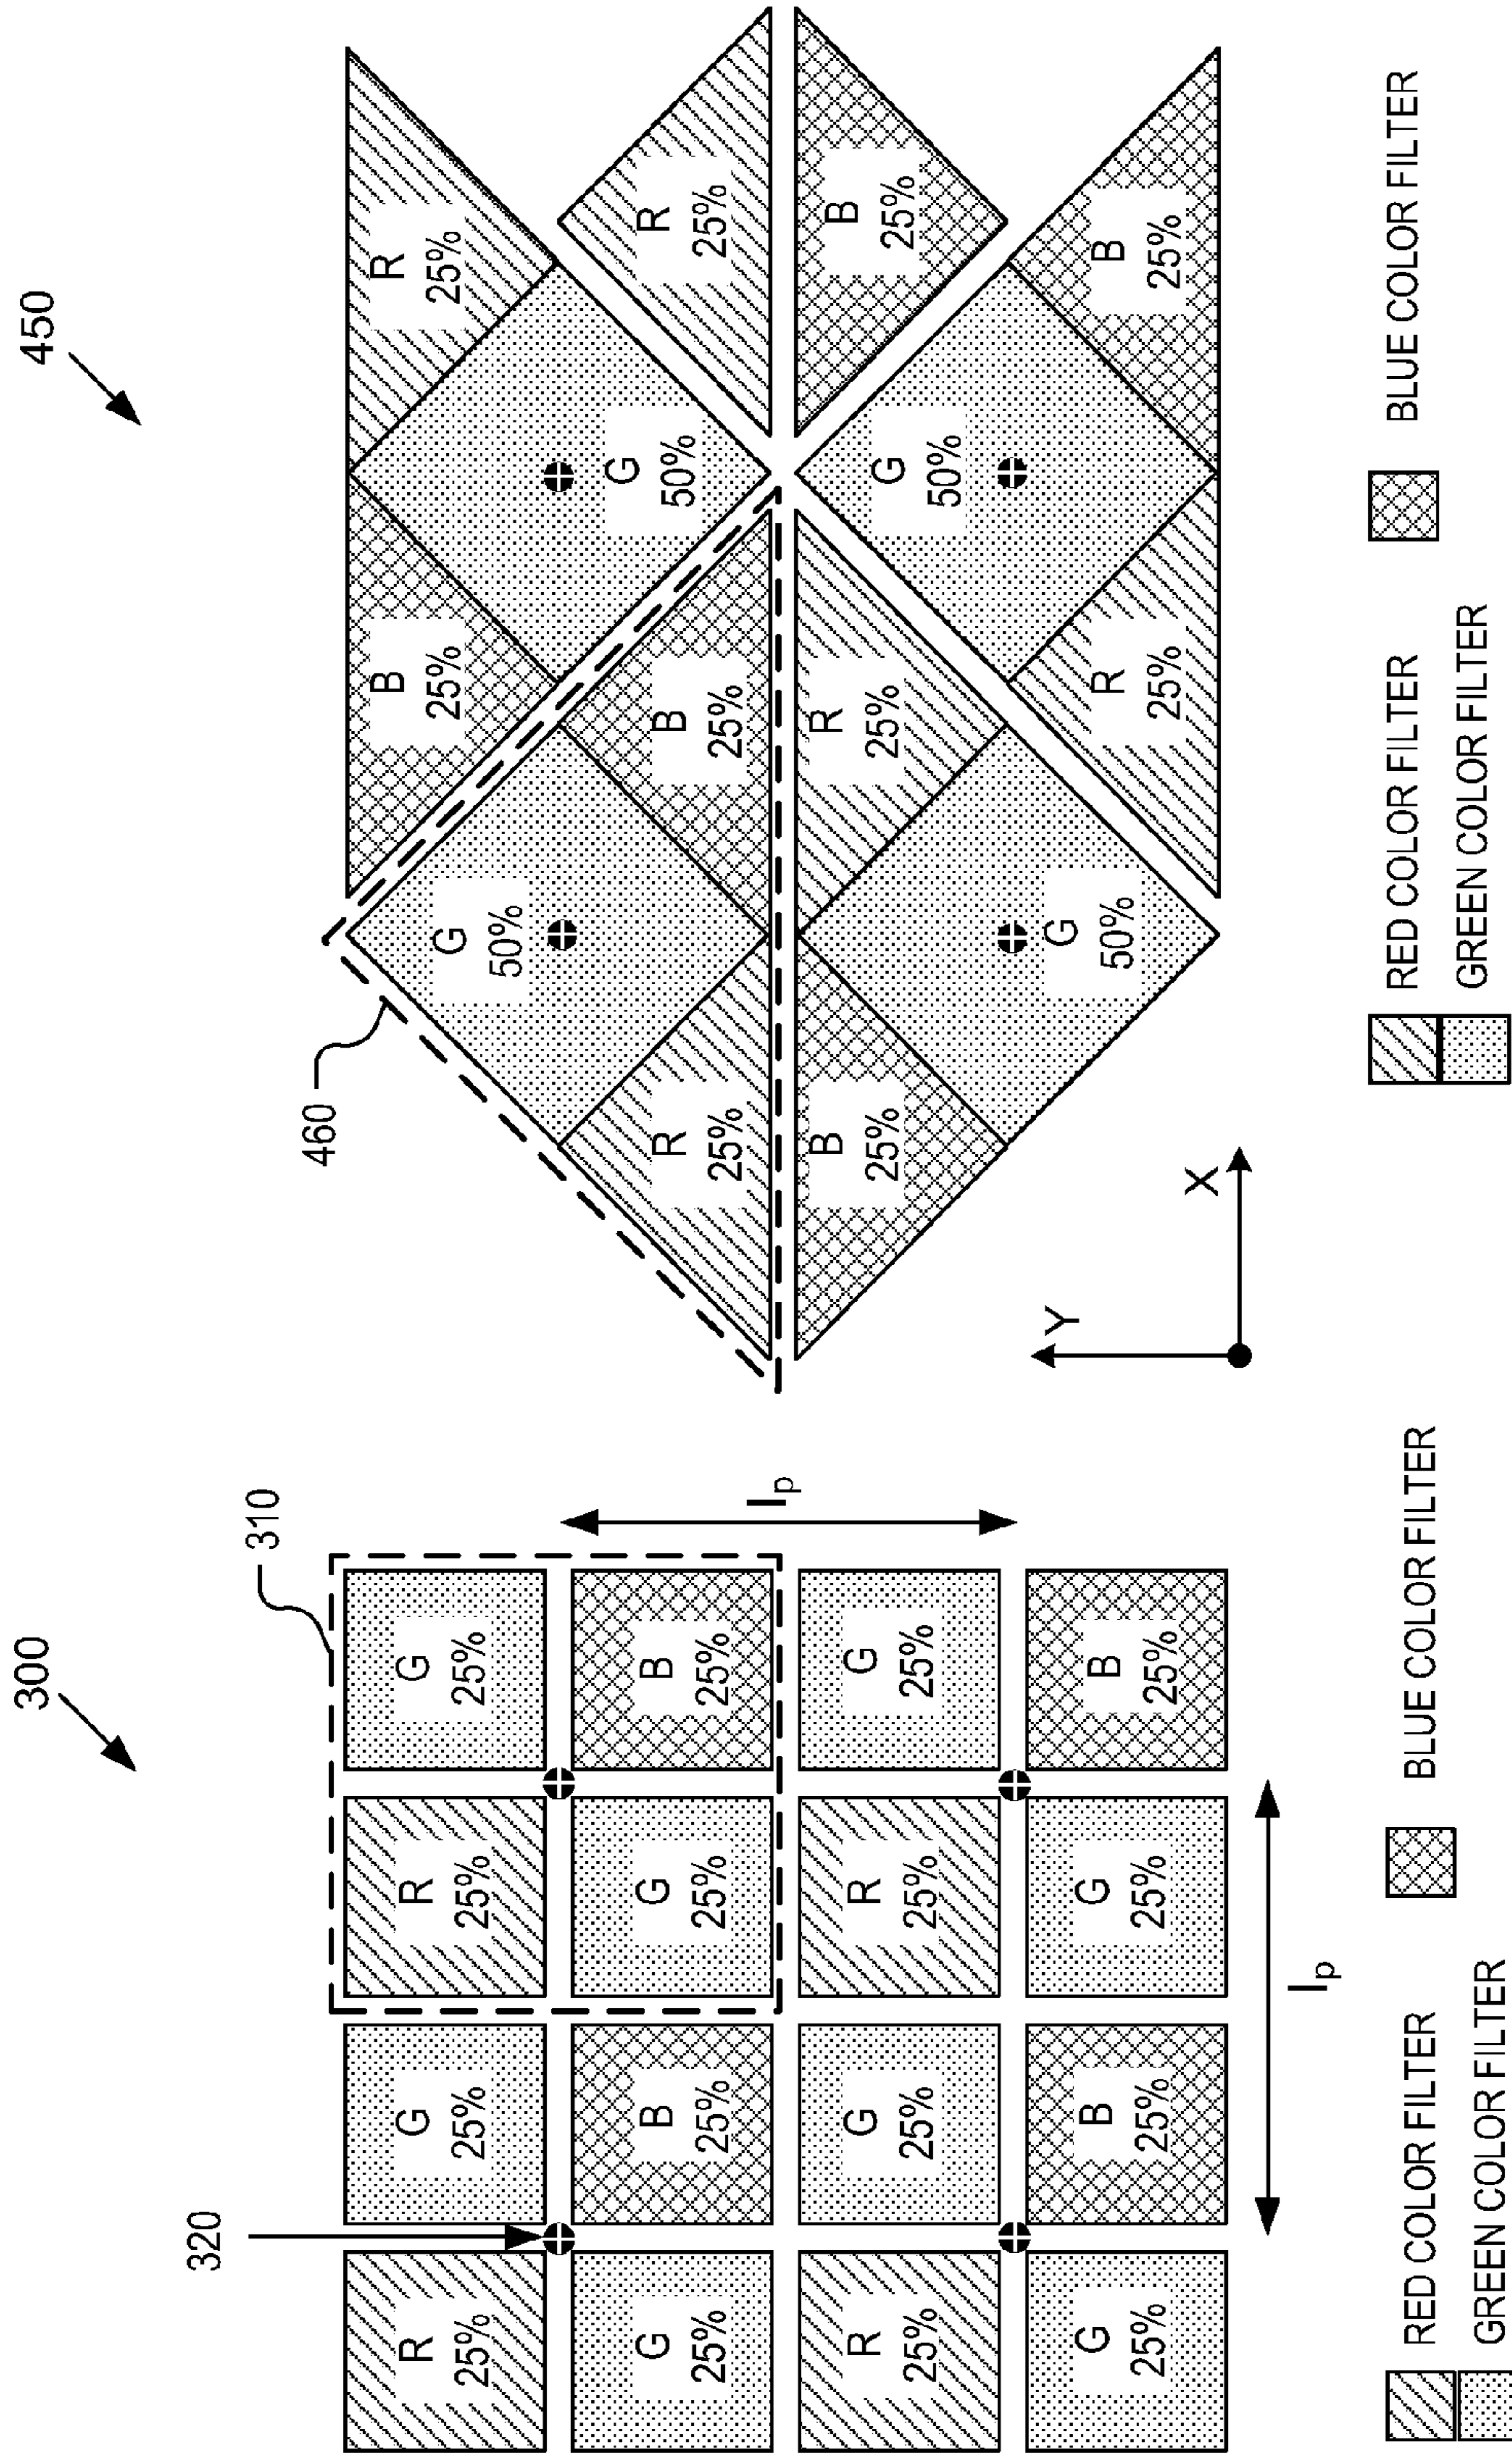 300
320
310
R G R G
25% 25% 25% 25%
G B G B
25% 25% 25% 25%
lp
R G R G
25% 25% 25% 25%
G B G B
25% 25% 25% 25%
lp
RED COLOR FILTER
BLUE COLOR FILTER
GREEN COLOR FILTER
450
460
B R
25% 25%
G
50%
G
50%
R B R
25% 25% 25%
B R G B
25% 25% 50% 25%
G R B
50% 25% 25%
Y
X
RED COLOR FILTER
BLUE COLOR FILTER
GREEN COLOR FILTER